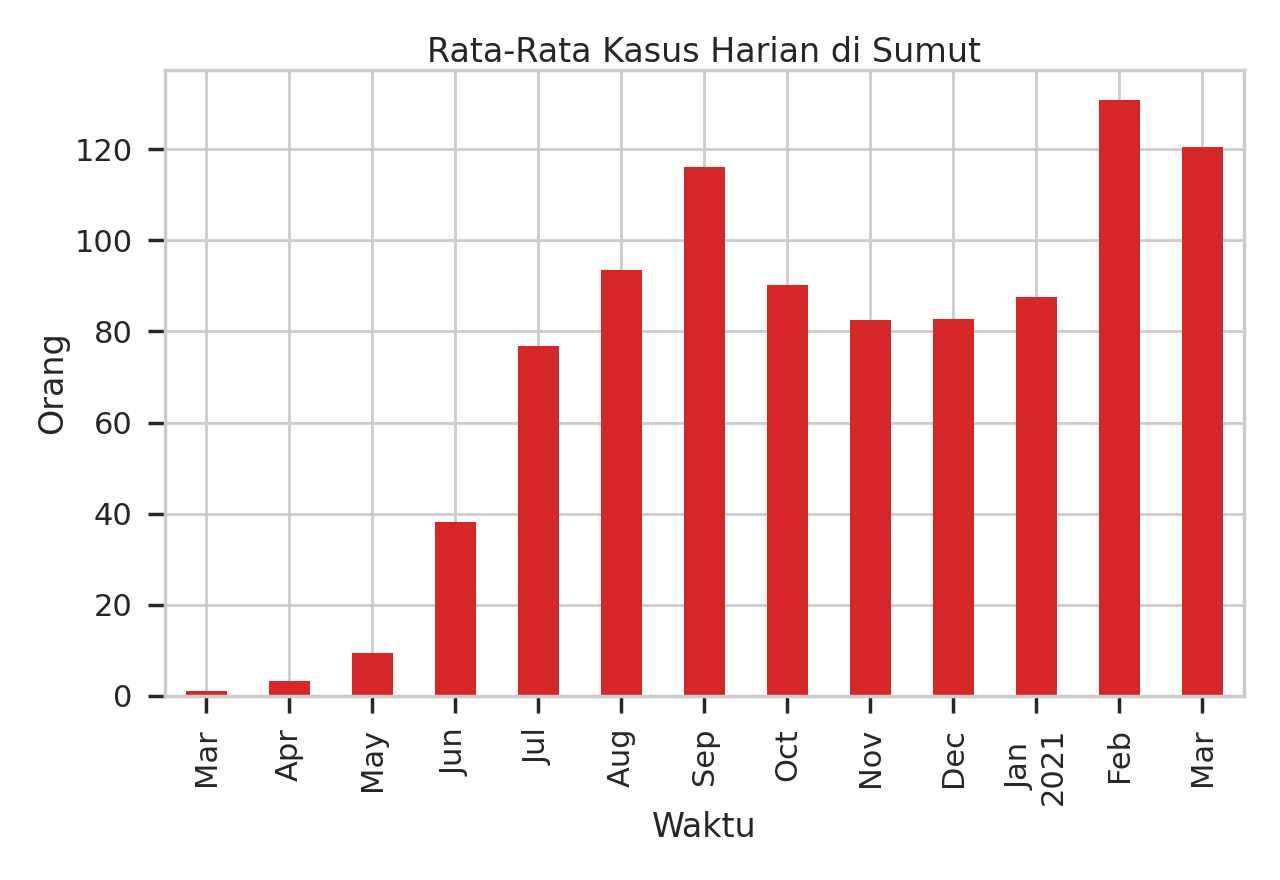 Rata-Rata Kasus Harian di Sumut
120
100
80
60
40
20
0
Orang
Mar
Apr
May
Jun
Jul
Aug
Sep
Oct
Nov
Dec
Jan
2021
Feb
Mar
Waktu